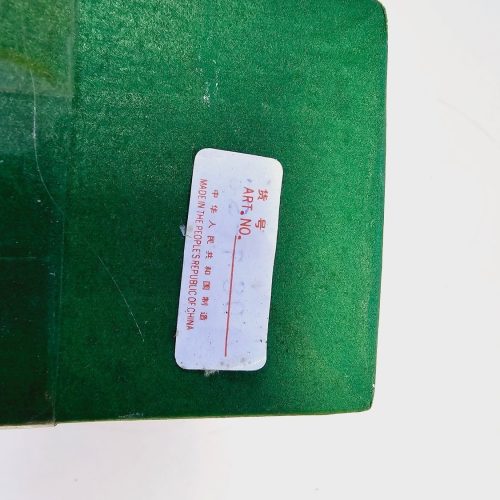 货号
ART. NO.
中华人民共和国制造
MADE IN THE PEOPLE'S REPUBLIC OF CHINA